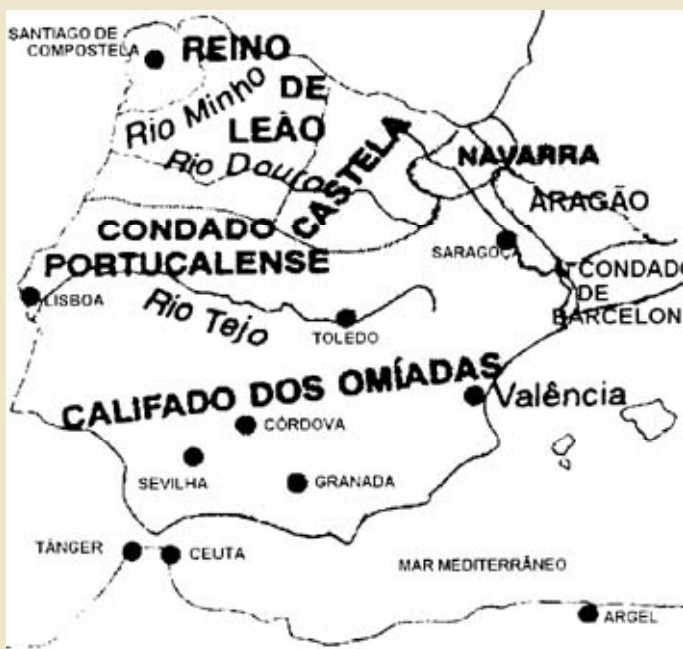 SANTIAGO DE
COMPOSTELA
REINO
DE
LEÃO
Rio Minho
Rio Douro
CASTELA
NAVARRA
ARAGÃO
CONDADO
PORTUCALENSE
SARAGOÇA
CONDADO
DE
BARCELON
LISBOA
Rio Tejo
TOLEDO
CALIFADO DOS OMÍADAS
Valência
CÓRDOVA
SEVILHA
GRANADA
TÂNGER
CEUTA
MAR MEDITERRÂNEO
ARGEL